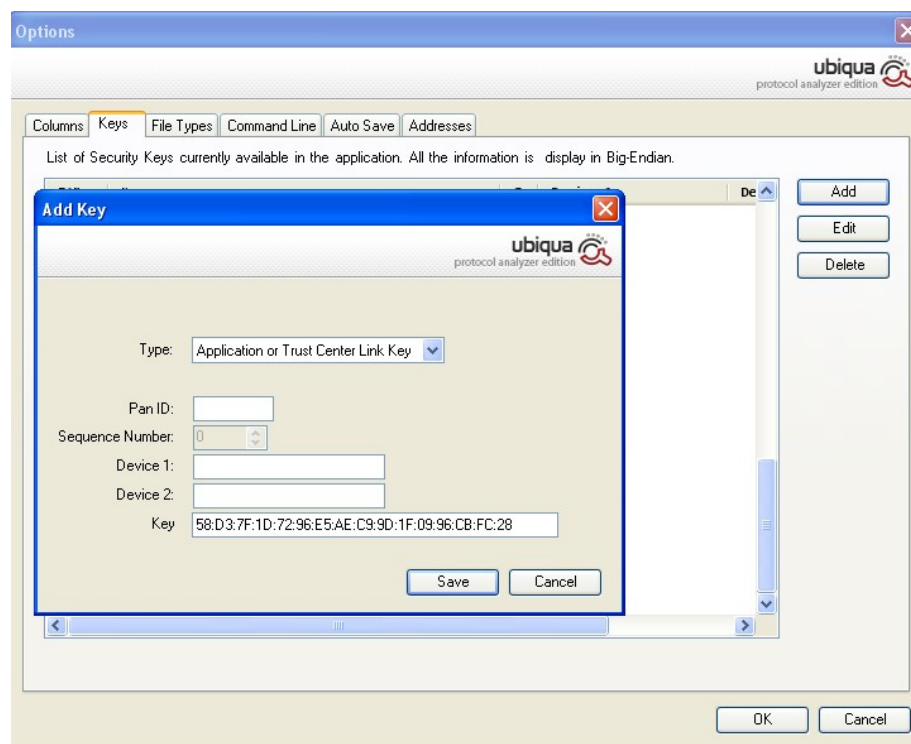 Options
ubiqua
protocol analyzer edition
Columns Keys File Types Command Line Auto Save Addresses
List of Security Keys currently available in the application. All the information is display in Big-Endian.
De
Add
Edit
Delete
Add Key
ubiqua
protocol analyzer edition
Type: Application or Trust Center Link Key
Pan ID:
Sequence Number: 0
Device 1:
Device 2:
Key 58:D3:7F:1D:72:96:E5:AE:C9:9D:1F:09:96:CB:FC:28
Save Cancel
OK Cancel